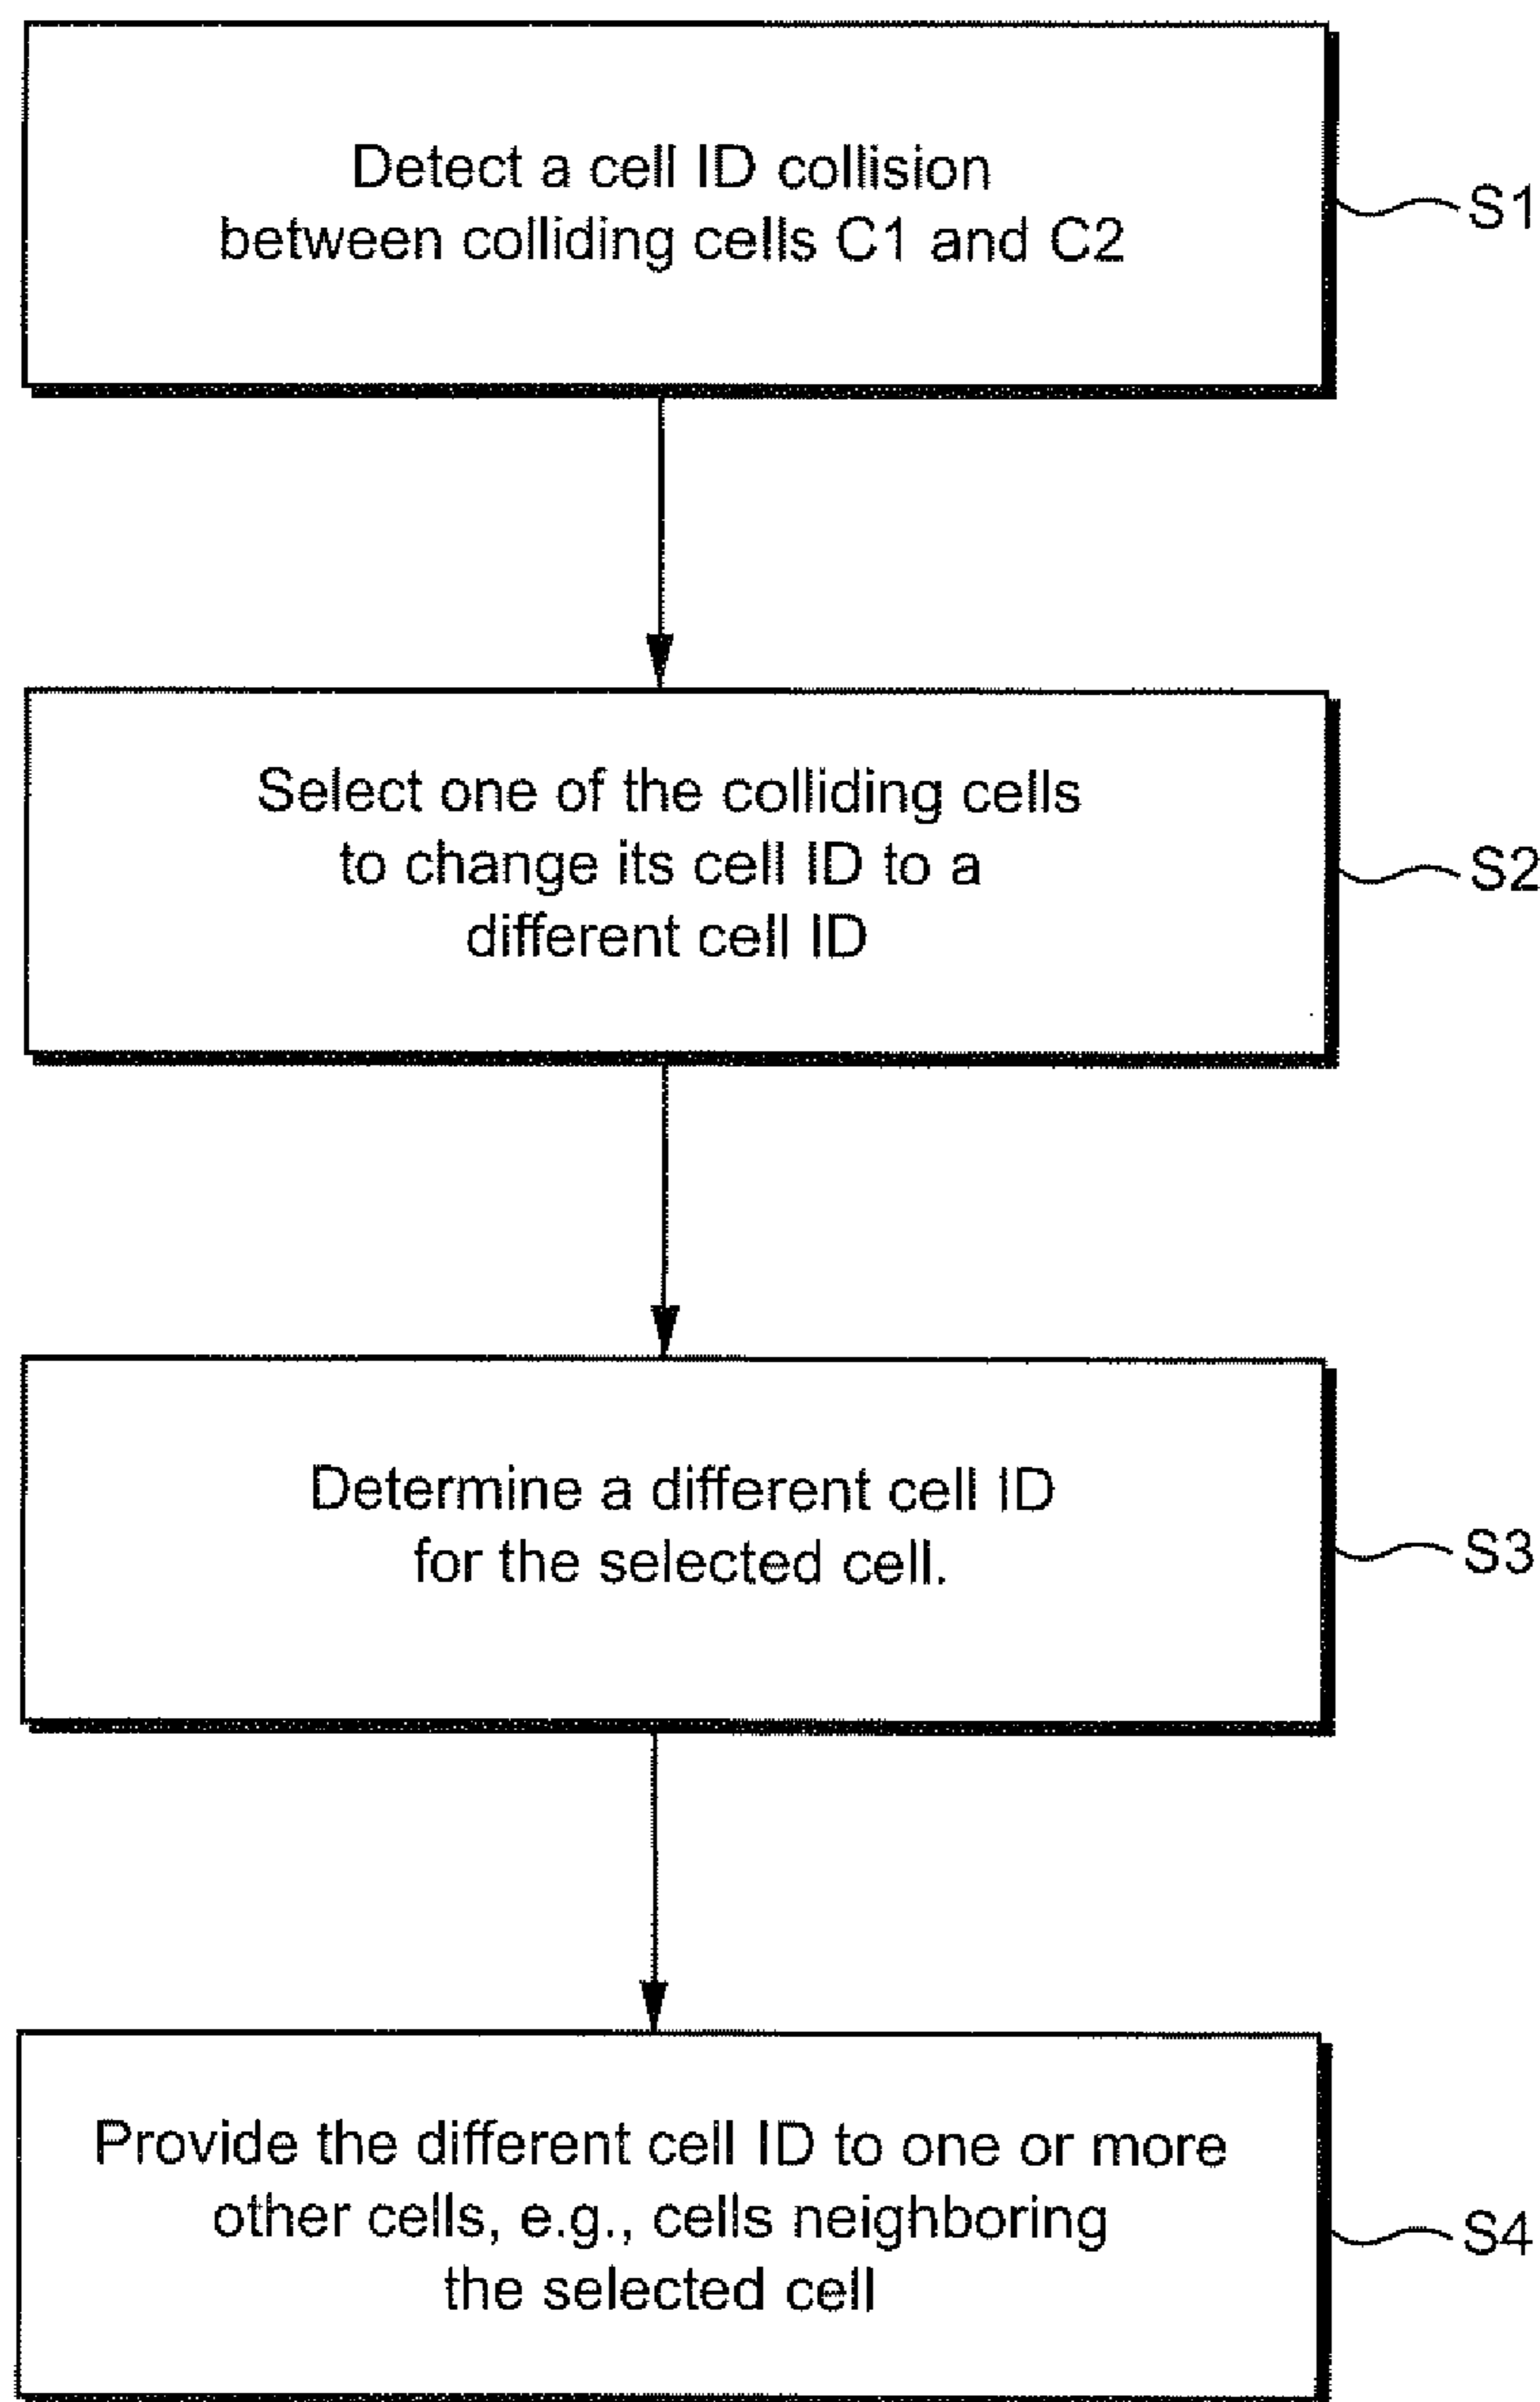 Detect a cell ID collision
between colliding cells C1 and C2
S1
Select one of the colliding cells
to change its cell ID to a
different cell ID
S2
Determine a different cell ID
for the selected cell.
S3
Provide the different cell ID to one or more
other cells, e.g., cells neighboring
the selected cell
S4